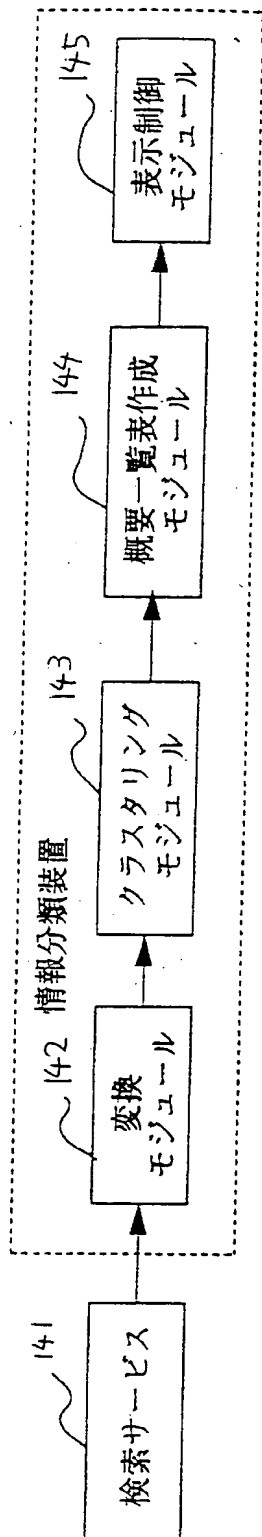 141
検索サービス
情報分類装置
142
変換
モジュール
143
クラスタリング
モジュール
144
概要一覧表作成
モジュール
145
表示制御
モジュール